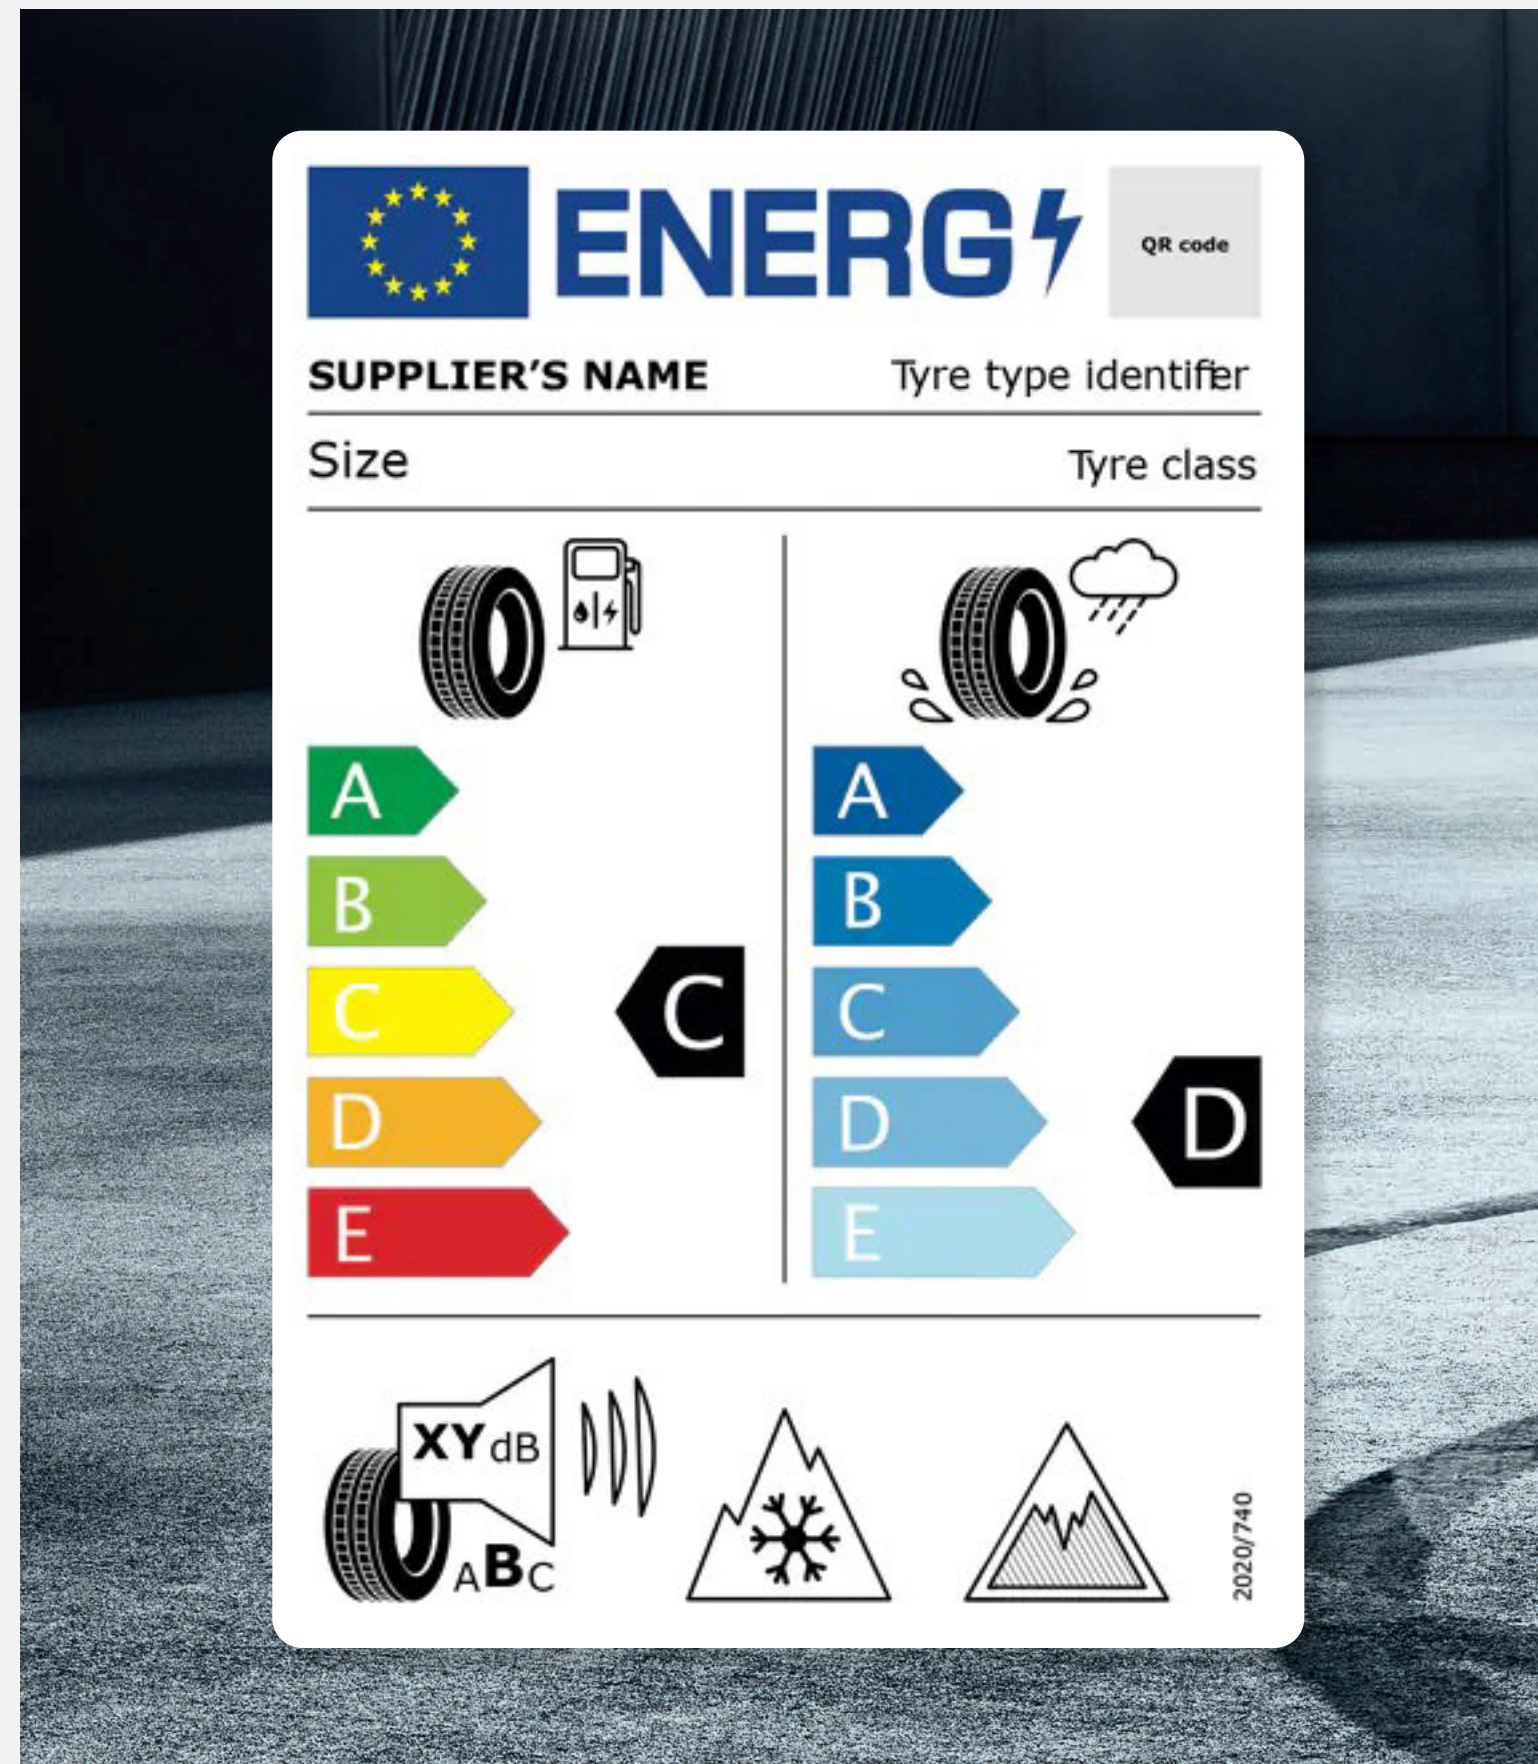 ENERG
QR code
SUPPLIER’S NAME
Tyre type identifier
Size
Tyre class
A
B
C
D
E
C
A
B
C
D
E
D
XY dB
ABC
2020/740